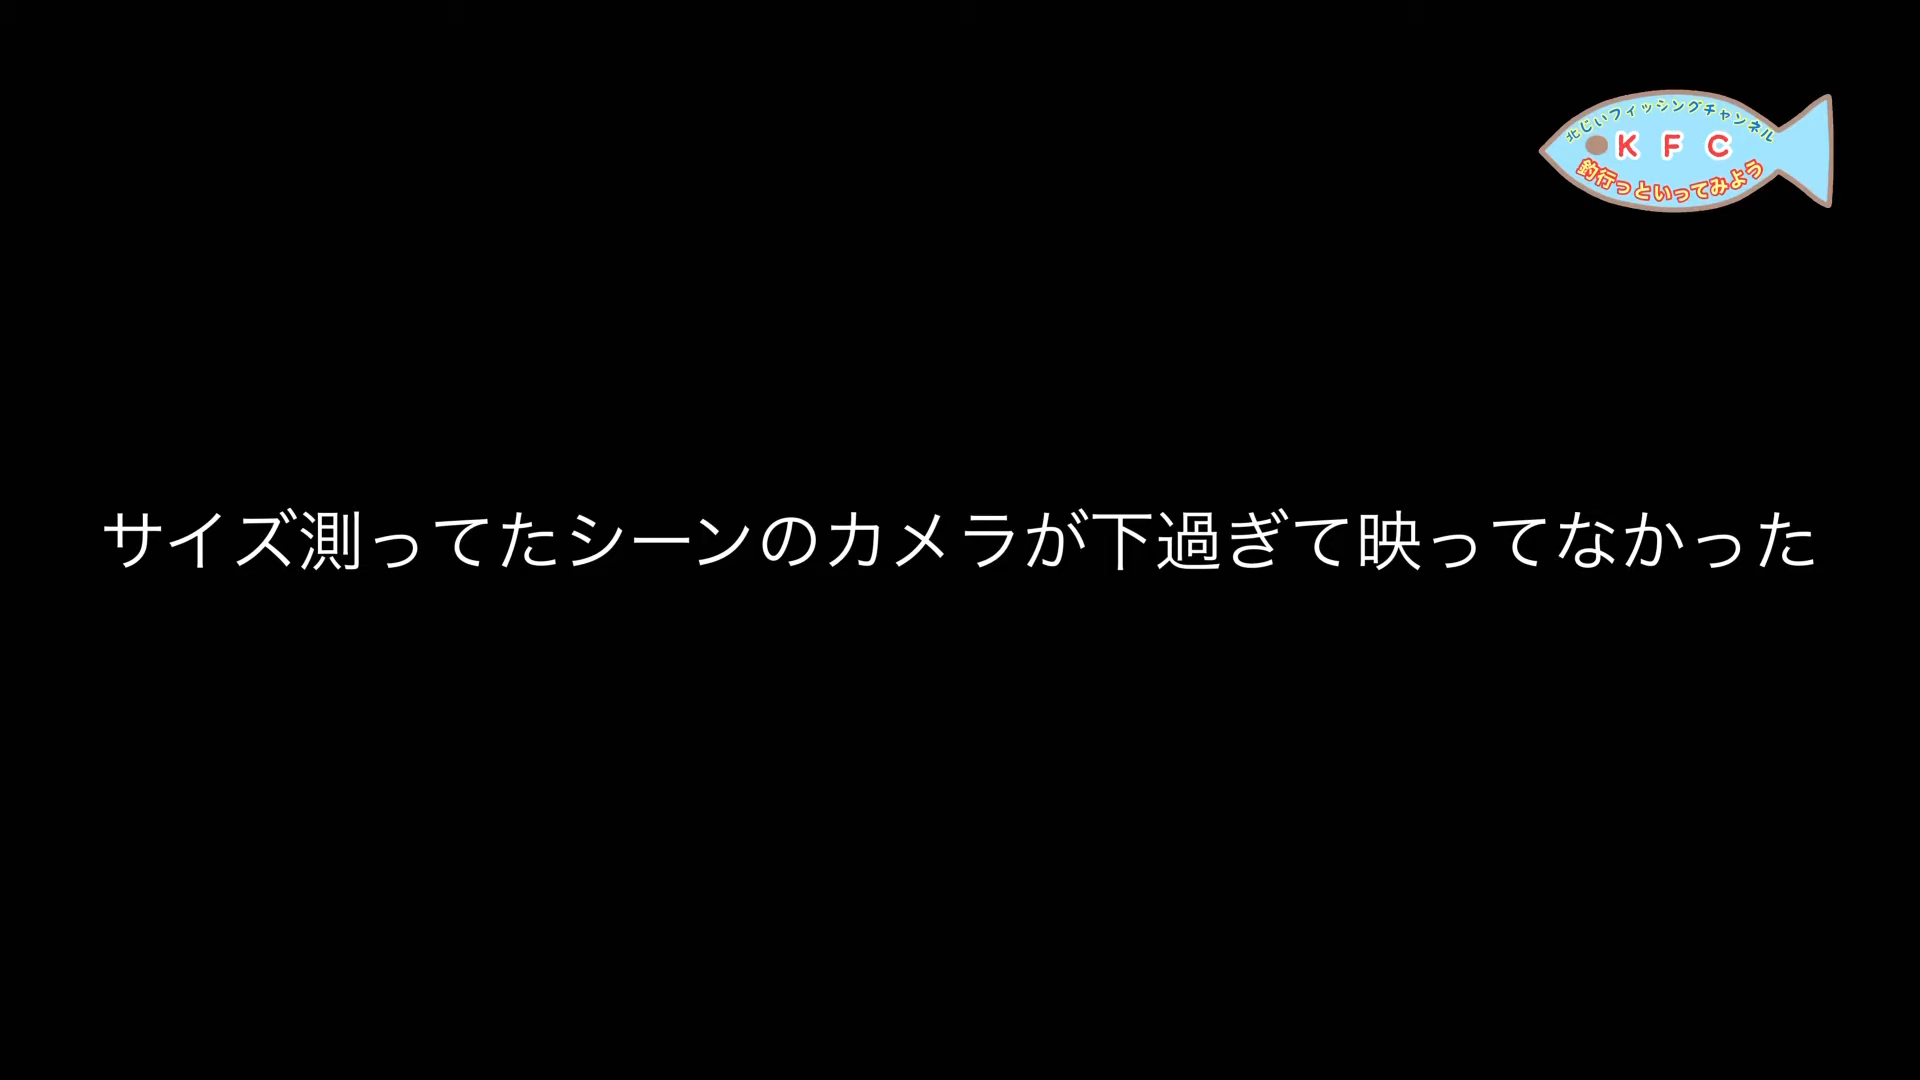 北じいフィッシングチャンネル
K F C
釣行っといってみよう
サイズ測ってたシーンのカメラが下過ぎて映ってなかった